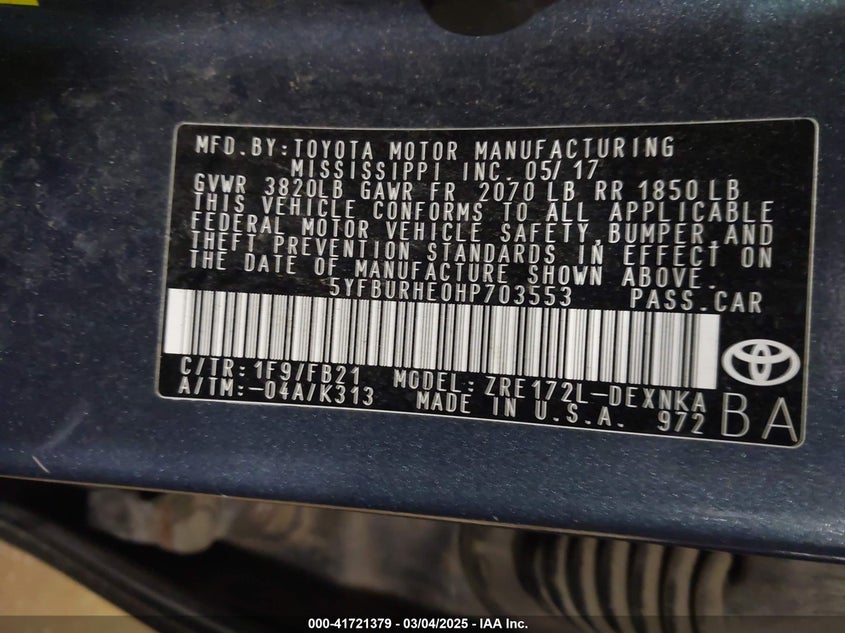 MFD.BY:TOYOTA MOTOR MANUFACTURING
MISSISSIPPI INC. 05/17
GVWR 3820LB GAWR FR 2070 LB RR 1850 LB
THIS VEHICLE CONFORMS TO ALL APPLICABLE
FEDERAL MOTOR VEHICLE SAFETY, BUMPER, AND
THEFT PREVENTION STANDARDS IN EFFECT ON
THE DATE OF MANUFACTURE SHOWN ABOVE.
5YFBURHE0HP703553 PASS.CAR
C/TR: 1F9/FB21 MODEL: ZRE172L-DEXNKA
A/TM:-04A/K313 MADE IN U.S.A. 972
BA
000-41721379 — 03/04/2025 — IAA Inc.